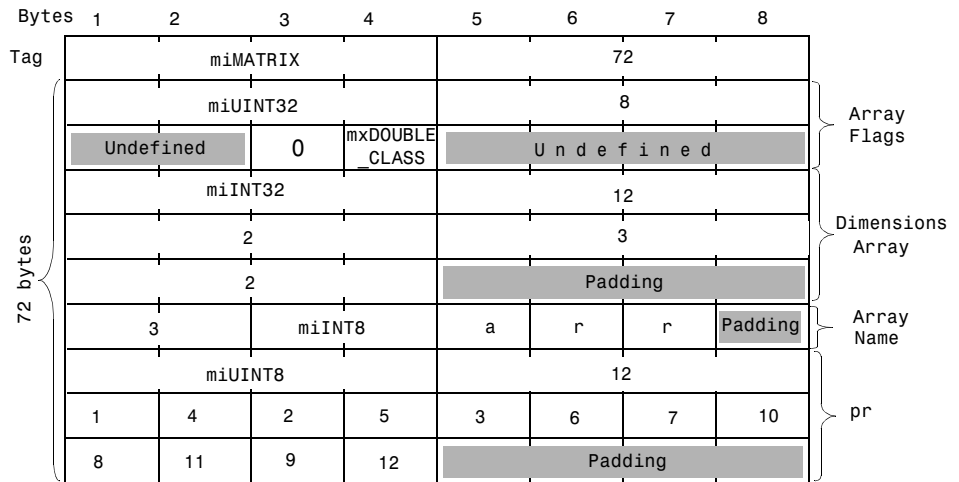 Bytes 1 2 3 4 5 6 7 8
Tag miMATRIX 72
miUINT32 8
Array
Flags
Undefined 0 mxDOUBLE
_CLASS
Undefined
miINT32 12
2 3
Dimensions
Array
2 Padding
72 bytes
3 miINT8 a r r Padding
Array
Name
miUINT8 12
1 4 2 5 3 6 7 10
pr
8 11 9 12 Padding